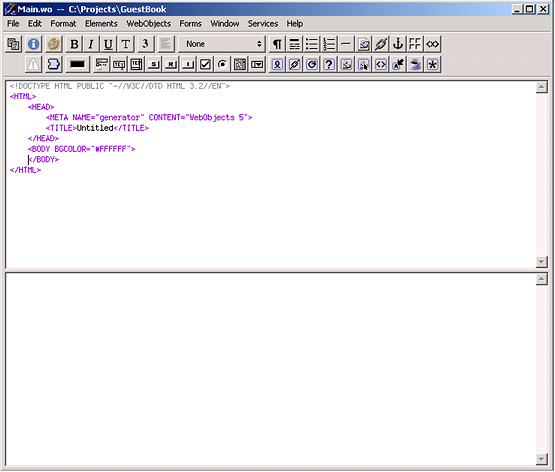 Main.wo -- C:\Projects\GuestBook
File Edit Format Elements WebObjects Forms Window Services Help
B I U T 3 None ¶
S R I ?
<!DOCTYPE HTML PUBLIC "-//W3C//DTD HTML 3.2//EN">
<HTML>
<HEAD>
<META NAME="generator" CONTENT="WebObjects 5">
<TITLE>Untitled</TITLE>
</HEAD>
<BODY BGCOLOR="#FFFFFF">
</BODY>
</HTML>